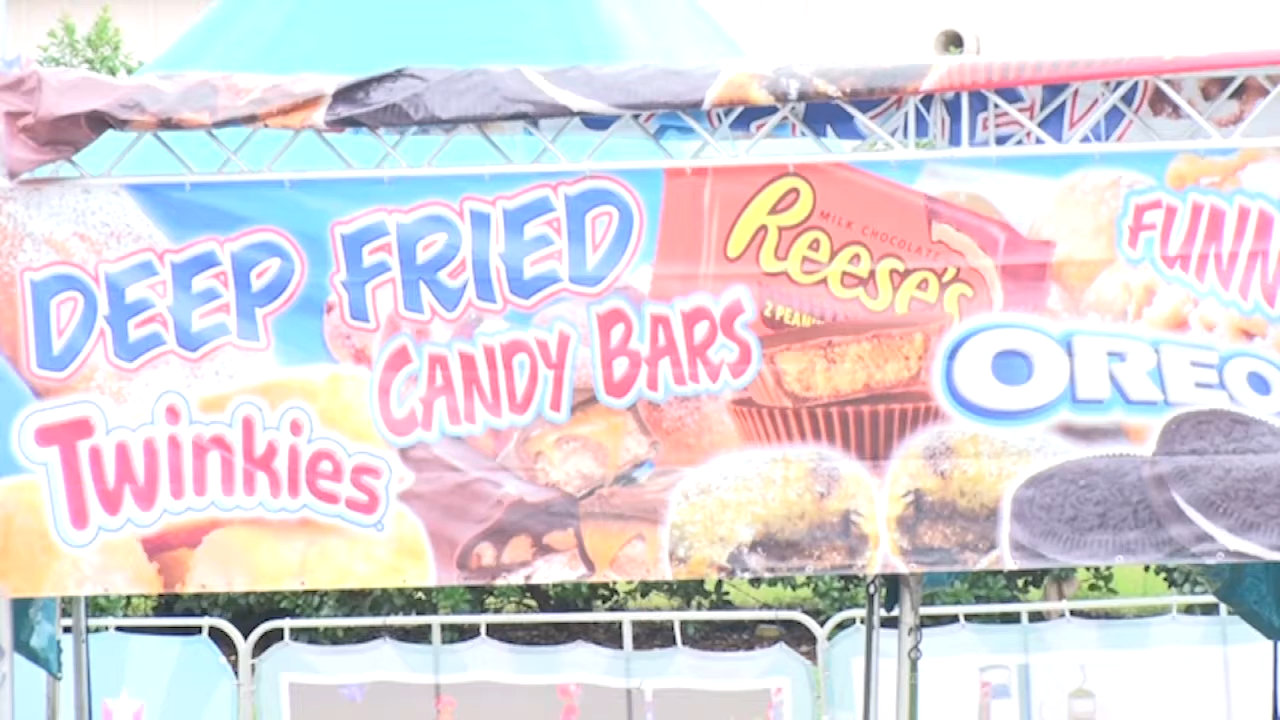 DEEP FRIED
CANDY BARS
Twinkies
Reese's
MILK CHOCOLATE
OREO